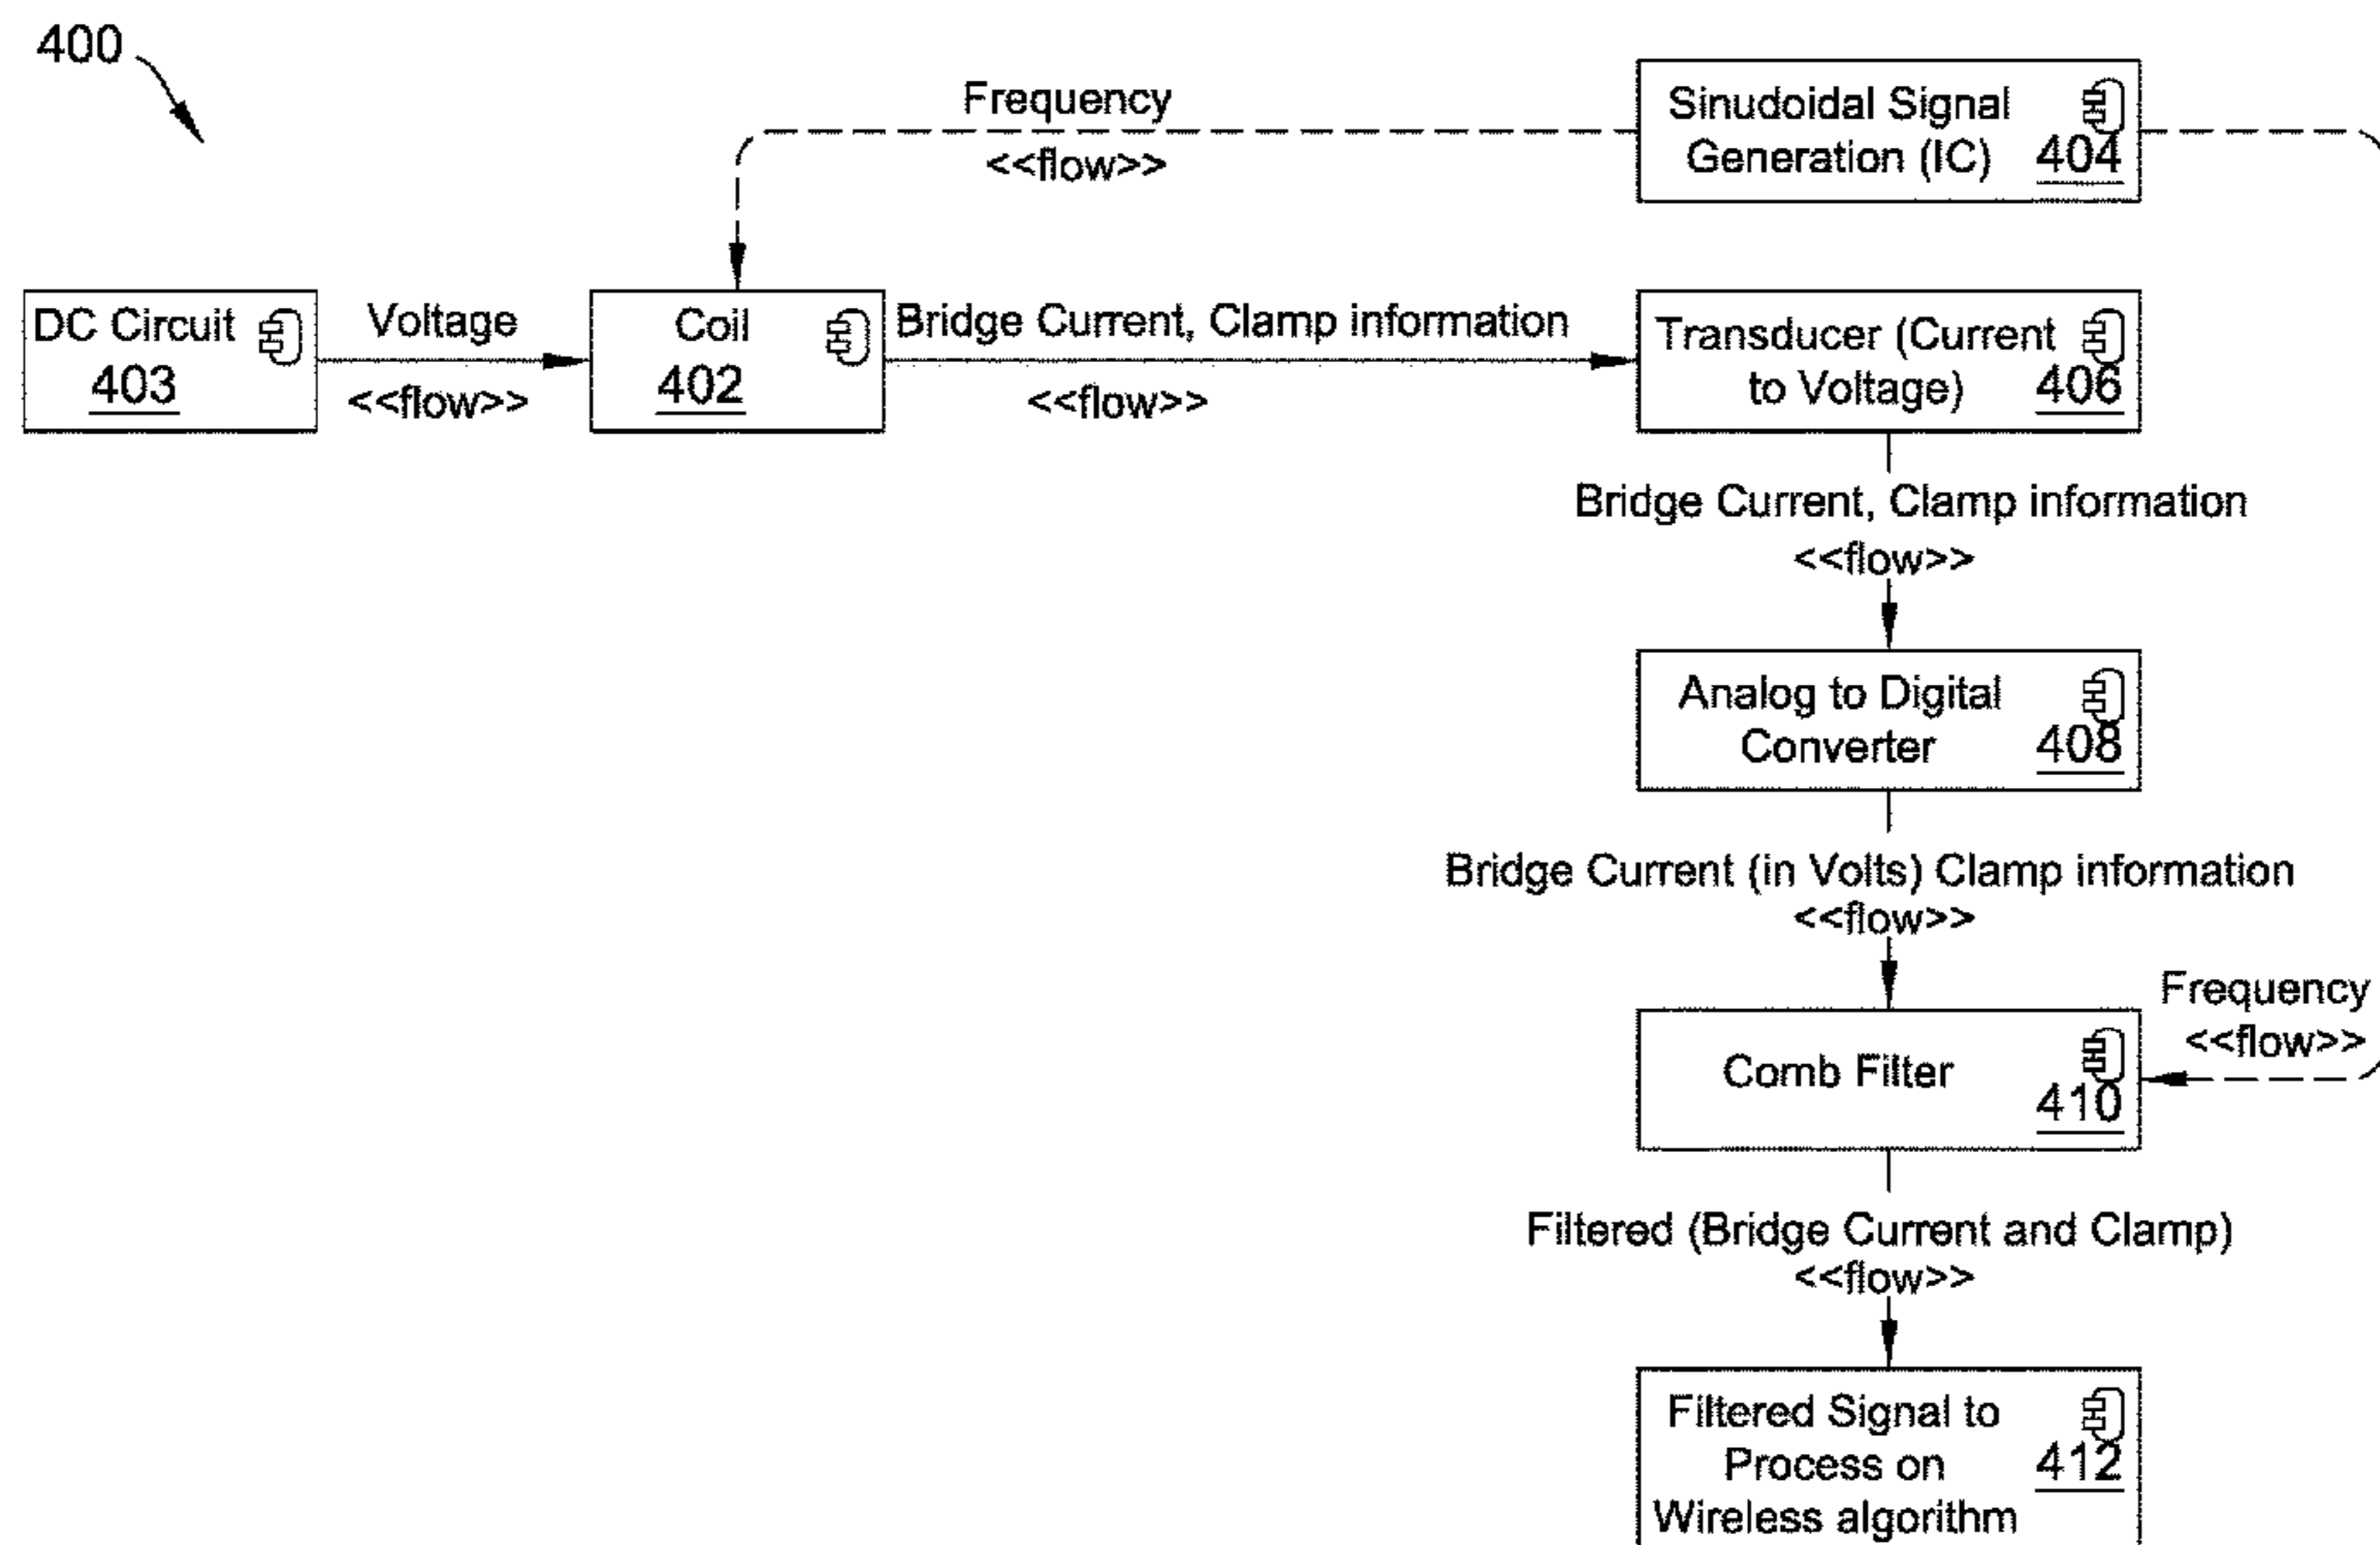 400
Frequency
<<flow>>
Sinudoidal Signal
Generation (IC) 404
DC Circuit
403
Voltage
<<flow>>
Coil
402
Bridge Current, Clamp information
<<flow>>
Transducer (Current
to Voltage) 406
Bridge Current, Clamp information
<<flow>>
Analog to Digital
Converter 408
Bridge Current (in Volts) Clamp information
<<flow>>
Frequency
<<flow>>
Comb Filter
410
Filtered (Bridge Current and Clamp)
<<flow>>
Filtered Signal to
Process on 412
Wireless algorithm